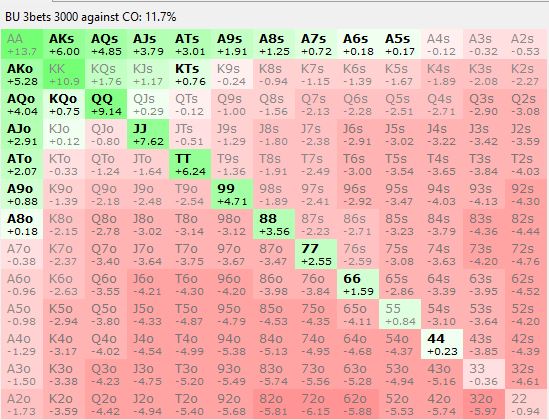 BU 3bets 3000 against CO: 11.7%
AA AKs AQs AJs ATs A9s A8s A7s A6s A5s A4s A3s A2s
+13.7 +6.00 +4.85 +3.79 +3.01 +1.91 +1.25 +0.72 +0.18 +0.17 -0.12 -0.32 -0.53
AKo KK KQs KJs KTs K9s K8s K7s K6s K5s K4s K3s K2s
+5.28 +10.9 +1.76 +1.17 +0.76 -0.24 -0.94 -1.15 -1.39 -1.67 -1.89 -2.08 -2.27
AQo KQo QQ QJs QTs Q9s Q8s Q7s Q6s Q5s Q4s Q3s Q2s
+4.04 +0.75 +9.14 +0.29 -0.12 -1.00 -1.56 -2.13 -2.28 -2.51 -2.71 -2.90 -3.08
AJo KJo QJo JJ JTs J9s J8s J7s J6s J5s J4s J3s J2s
+2.91 +0.12 -0.80 +7.62 -0.51 -1.29 -1.80 -2.38 -2.91 -3.02 -3.22 -3.42 -3.59
ATo KTo QTo JTo TT T9s T8s T7s T6s T5s T4s T3s T2s
+2.07 -0.33 -1.24 -1.64 +6.24 -1.36 -1.91 -2.49 -3.00 -3.54 -3.65 -3.84 -4.03
A9o K9o Q9o J9o T9o 99 98s 97s 96s 95s 94s 93s 92s
+0.88 -1.39 -2.18 -2.48 -2.54 +4.71 -1.89 -2.41 -2.92 -3.47 -4.03 -4.13 -4.30
A8o K8o Q8o J8o T8o 98o 88 87s 86s 85s 84s 83s 82s
+0.18 -2.15 -2.78 -3.02 -3.14 -3.12 +3.56 -2.23 -2.71 -3.23 -3.79 -4.36 -4.44
A7o K7o Q7o J7o T7o 97o 87o 77 76s 75s 74s 73s 72s
-0.38 -2.37 -3.40 -3.64 -3.75 -3.67 -3.47 +2.55 -2.59 -3.08 -3.63 -4.20 -4.76
A6o K6o Q6o J6o T6o 96o 86o 76o 66 65s 64s 63s 62s
-0.96 -2.63 -3.55 -4.21 -4.30 -4.20 -3.98 -3.84 +1.59 -2.86 -3.39 -3.95 -4.52
A5o K5o Q5o J5o T5o 95o 85o 75o 65o 55 54s 53s 52s
-0.98 -2.94 -3.80 -4.33 -4.87 -4.79 -4.53 -4.35 -4.11 +0.84 -3.10 -3.64 -4.20
A4o K4o Q4o J4o T4o 94o 84o 74o 64o 54o 44 43s 42s
-1.29 -3.17 -4.02 -4.54 -4.99 -5.38 -5.13 -4.95 -4.68 -4.37 +0.23 -3.85 -4.39
A3o K3o Q3o J3o T3o 93o 83o 73o 63o 53o 43o 33 32s
-1.50 -3.38 -4.23 -4.75 -5.20 -5.49 -5.74 -5.56 -5.28 -4.94 -5.16 -0.36 -4.61
A2o K2o Q2o J2o T2o 92o 82o 72o 62o 52o 42o 32o 22
-1.72 -3.59 -4.42 -4.94 -5.40 -5.68 -5.81 -6.15 -5.88 -5.53 -5.74 -5.97 -0.94